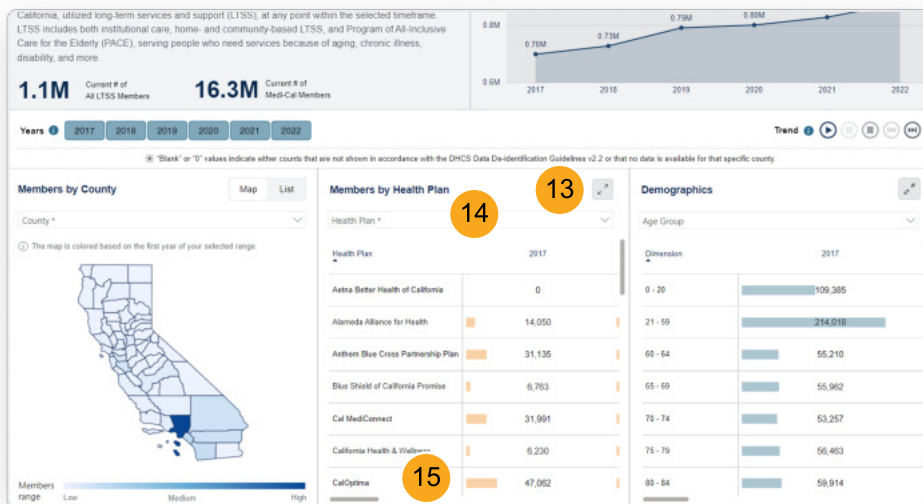 California, utilized long-term services and support (LTSS), at any point within the selected timeframe.
LTSS includes both institutional care, home- and community-based LTSS, and Program of All-Inclusive
Care for the Elderly (PACE), serving people who need services because of aging, chronic illness,
disability, and more.
1.1M Current # of All LTSS Members
16.3M Current # of Medi-Cal Members
0.8M
0.6M
0.70M 0.73M 0.79M 0.80M
2017 2018 2019 2020 2021 2022
Years 2017 2018 2019 2020 2021 2022
Trend
"Blank" or "0" values indicate either counts that are not shown in accordance with the DHCS Data De-identification Guidelines v2.2 or that no data is available for that specific county.
Members by County Map List
County *
The map is colored based on the first year of your selected range.
Members range
Low Medium High
Members by Health Plan 13
Health Plan * 14
Health Plan 2017
Aetna Better Health of California 0
Alameda Alliance for Health 14,050
Anthem Blue Cross Partnership Plan 31,135
Blue Shield of California Promise 6,763
Cal MediConnect 31,991
California Health & Wellness 6,230
CalOptima 15 47,062
Demographics
Age Group
Dimension 2017
0 - 20 109,385
21 - 59 214,018
60 - 64 55,210
65 - 69 55,962
70 - 74 53,257
75 - 79 56,463
80 - 84 59,914